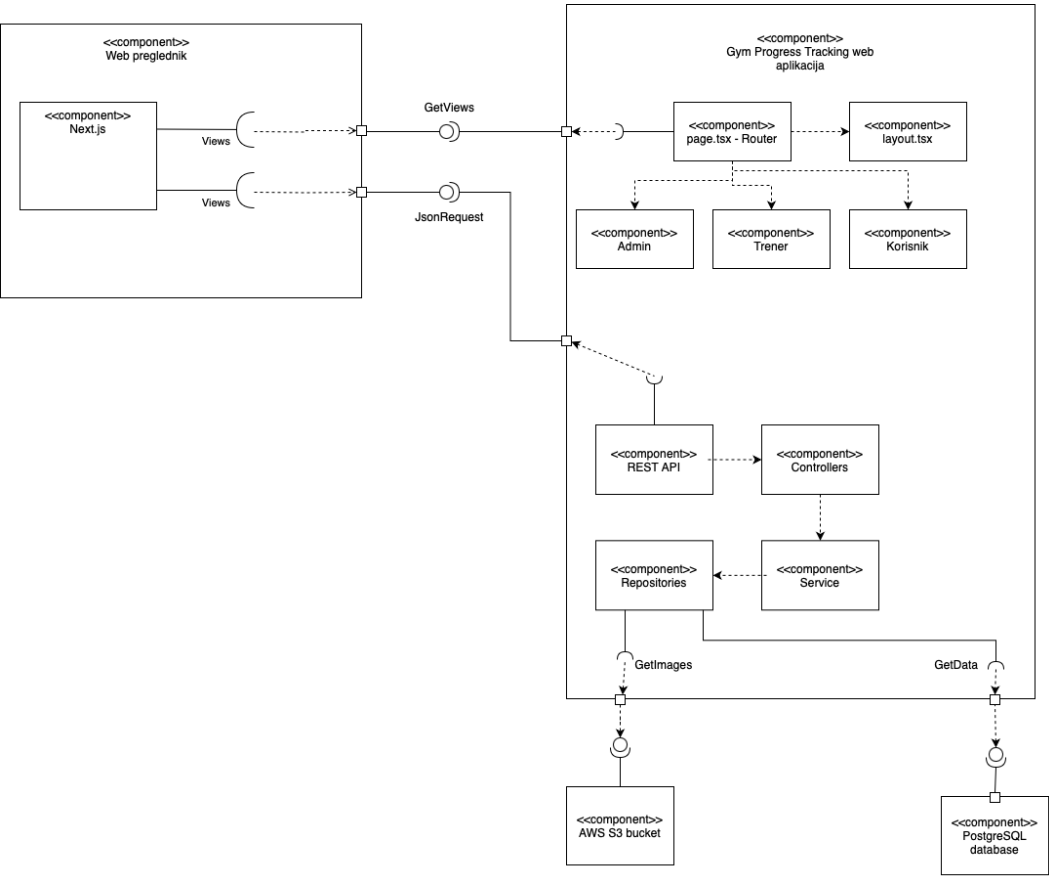 <<component>>
Web preglednik
<<component>>
Next.js
Views
Views
GetViews
JsonRequest
<<component>>
Gym Progress Tracking web
aplikacija
<<component>>
page.tsx - Router
<<component>>
layout.tsx
<<component>>
Admin
<<component>>
Trener
<<component>>
Korisnik
<<component>>
REST API
<<component>>
Controllers
<<component>>
Repositories
<<component>>
Service
GetImages
GetData
<<component>>
AWS S3 bucket
<<component>>
PostgreSQL
database